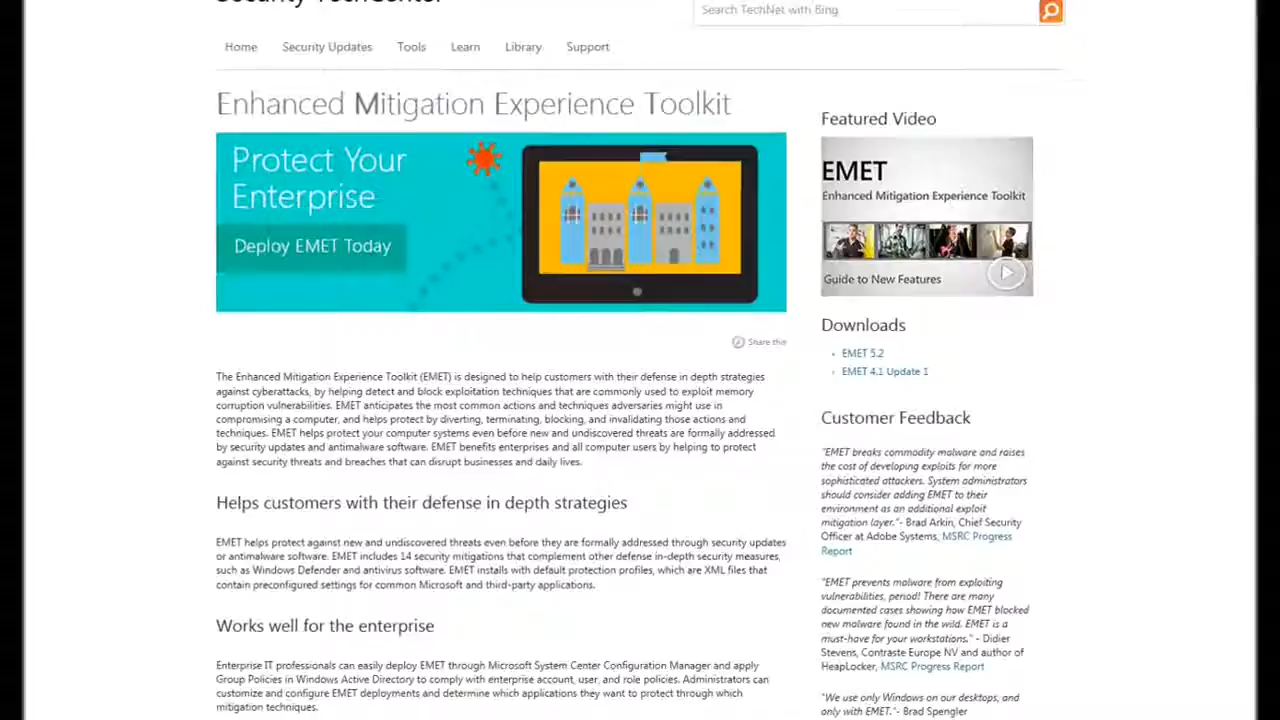 Security TechCenter
Search TechNet with Bing
Home Security Updates Tools Learn Library Support
Enhanced Mitigation Experience Toolkit
Protect Your
Enterprise
Deploy EMET Today
Share this
The Enhanced Mitigation Experience Toolkit (EMET) is designed to help customers with their defense in depth strategies
against cyberattacks, by helping detect and block exploitation techniques that are commonly used to exploit memory
corruption vulnerabilities. EMET anticipates the most common actions and techniques adversaries might use in
compromising a computer, and helps protect by diverting, terminating, blocking, and invalidating those actions and
techniques. EMET helps protect your computer systems even before new and undiscovered threats are formally addressed
by security updates and antimalware software. EMET benefits enterprises and all computer users by helping to protect
against security threats and breaches that can disrupt businesses and daily lives.
Helps customers with their defense in depth strategies
EMET helps protect against new and undiscovered threats even before they are formally addressed through security updates
or antimalware software. EMET includes 14 security mitigations that complement other defense in-depth security measures,
such as Windows Defender and antivirus software. EMET installs with default protection profiles, which are XML files that
contain preconfigured settings for common Microsoft and third-party applications.
Works well for the enterprise
Enterprise IT professionals can easily deploy EMET through Microsoft System Center Configuration Manager and apply
Group Policies in Windows Active Directory to comply with enterprise account, user, and role policies. Administrators can
customize and configure EMET deployments and determine which applications they want to protect through which
mitigation techniques.
Featured Video
EMET
Enhanced Mitigation Experience Toolkit
Guide to New Features
Downloads
EMET 5.2
EMET 4.1 Update 1
Customer Feedback
"EMET breaks commodity malware and raises
the cost of developing exploits for more
sophisticated attackers. System administrators
should consider adding EMET to their
environment as an additional exploit
mitigation layer."- Brad Arkin, Chief Security
Officer at Adobe Systems, MSRC Progress
Report
"EMET prevents malware from exploiting
vulnerabilities, period! There are many
documented cases showing how EMET blocked
new malware found in the wild. EMET is a
must-have for your workstations." - Didier
Stevens, Contraste Europe NV and author of
HeapLocker, MSRC Progress Report
"We use only Windows on our desktops, and
only with EMET."- Brad Spengler